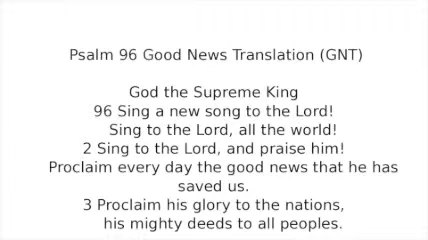 Psalm 96 Good News Translation (GNT)
God the Supreme King
96 Sing a new song to the Lord!
Sing to the Lord, all the world!
2 Sing to the Lord, and praise him!
Proclaim every day the good news that he has
saved us.
3 Proclaim his glory to the nations,
his mighty deeds to all peoples.